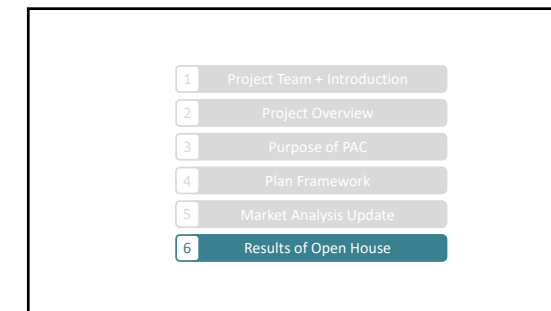 1 Project Team + Introduction
2 Project Overview
3 Purpose of PAC
4 Plan Framework
5 Market Analysis Update
6 Results of Open House